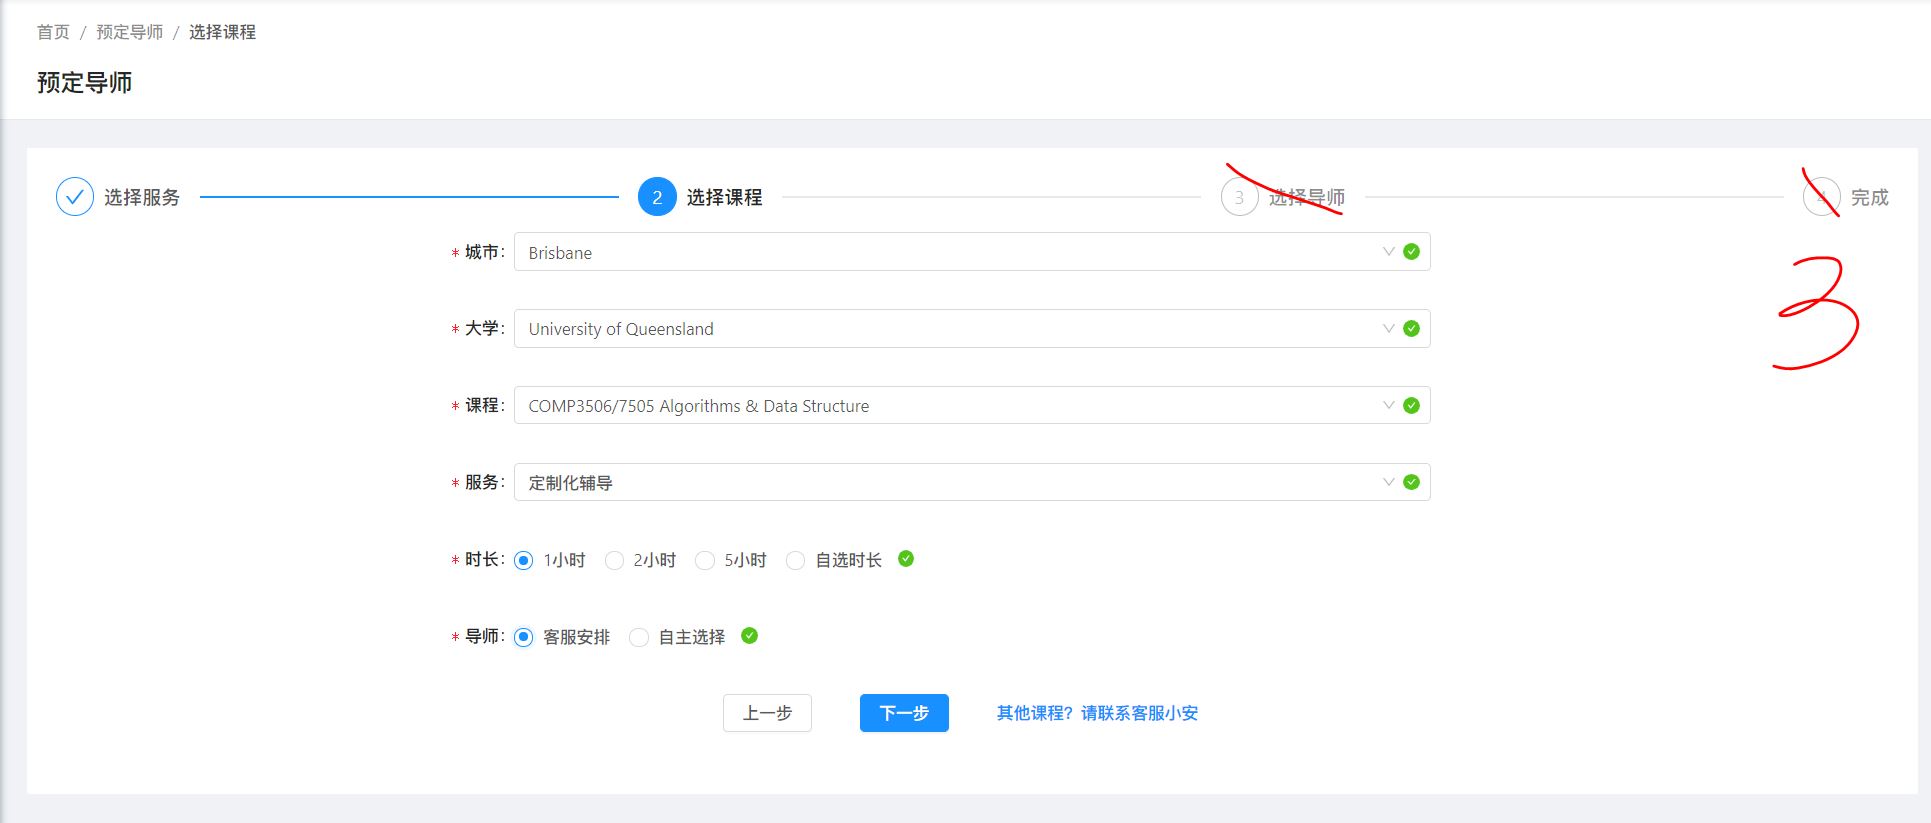 首页 / 预定导师 / 选择课程
预定导师
选择服务 2 选择课程 3 选择导师 4 完成
3
* 城市: Brisbane
* 大学: University of Queensland
* 课程: COMP3506/7505 Algorithms & Data Structure
* 服务: 定制化辅导
* 时长: 1小时 2小时 5小时 自选时长
* 导师: 客服安排 自主选择
上一步 下一步 其他课程? 请联系客服小安